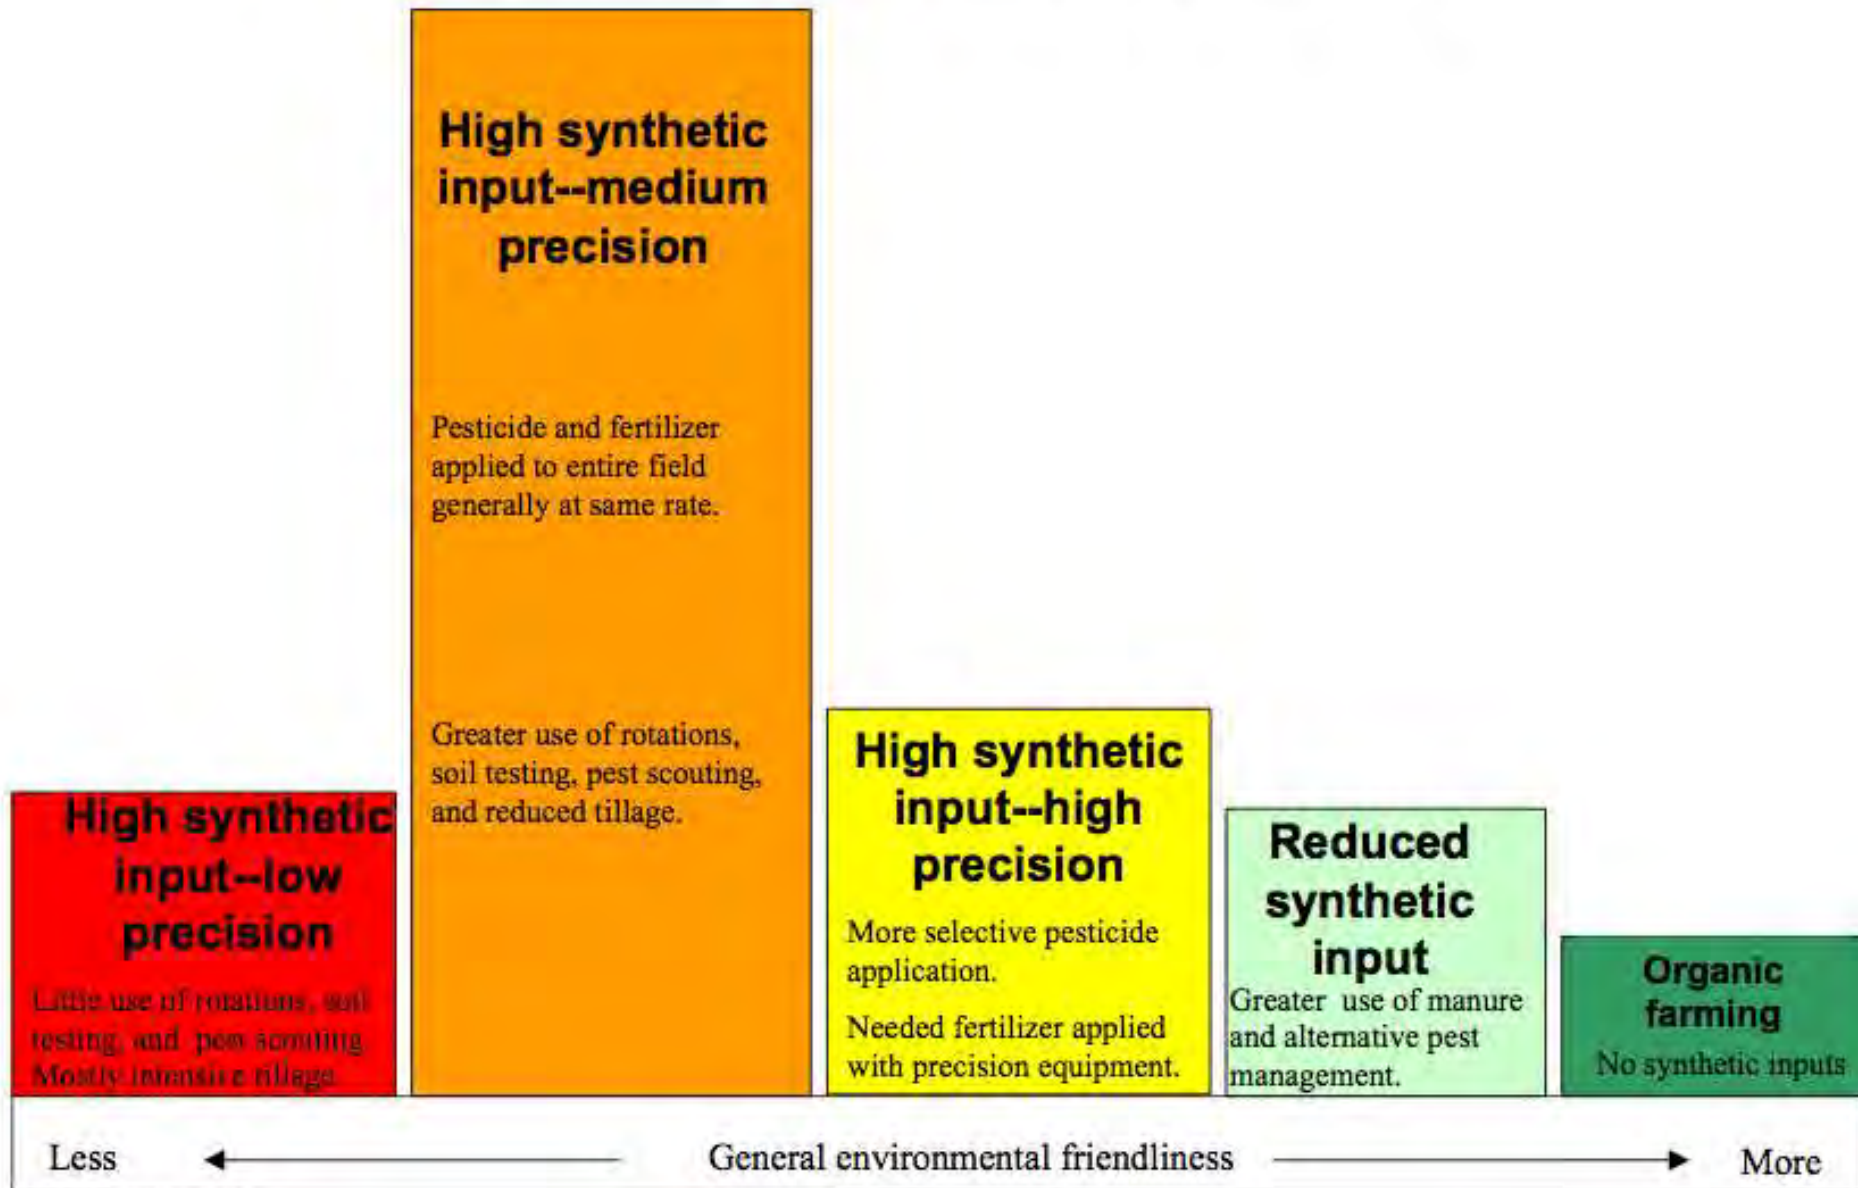 High synthetic
input--medium
precision
Pesticide and fertilizer
applied to entire field
generally at same rate.
Greater use of rotations,
soil testing, pest scouting,
and reduced tillage.
High synthetic
input--low
precision
Little use of rotations, soil
testing, and pest scouting.
Mostly intensive tillage.
High synthetic
input--high
precision
More selective pesticide
application.
Needed fertilizer applied
with precision equipment.
Reduced
synthetic
input
Greater use of manure
and alternative pest
management.
Organic
farming
No synthetic inputs
Less
General environmental friendliness
More